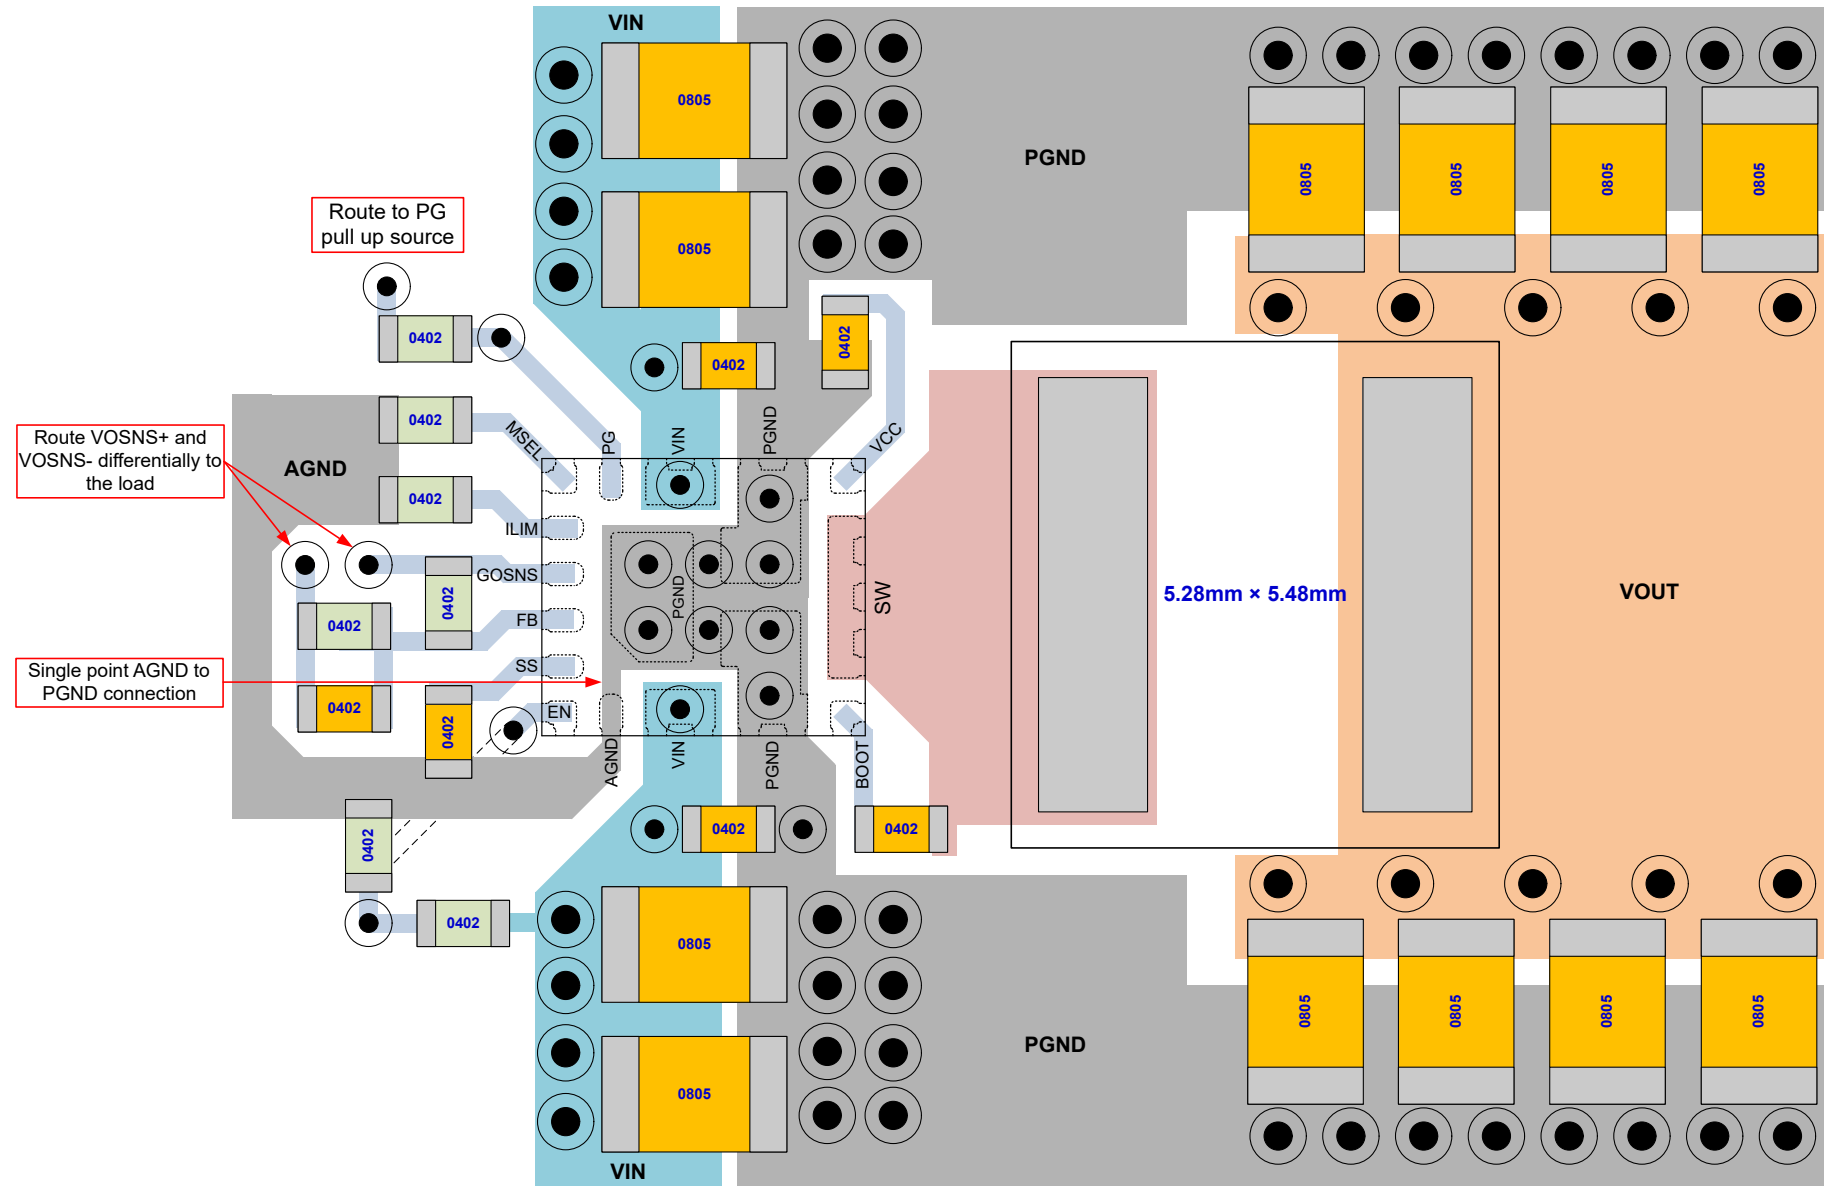 VIN
0805
PGND
0805
0805
0805
0805
Route to PG
pull up source
0805
0402
0402
0402
0402
MSEL
PG
VIN
PGND
VCC
Route VOSNS+ and
VOSNS- differentially to
the load
AGND
0402
ILIM
GOSNS
0402
FB
0402
PGND
SW
5.28mm × 5.48mm
VOUT
Single point AGND to
PGND connection
SS
EN
0402
0402
AGND
VIN
PGND
BOOT
0402
0402
0402
0402
0805
0805
0805
0805
0805
PGND
0805
VIN